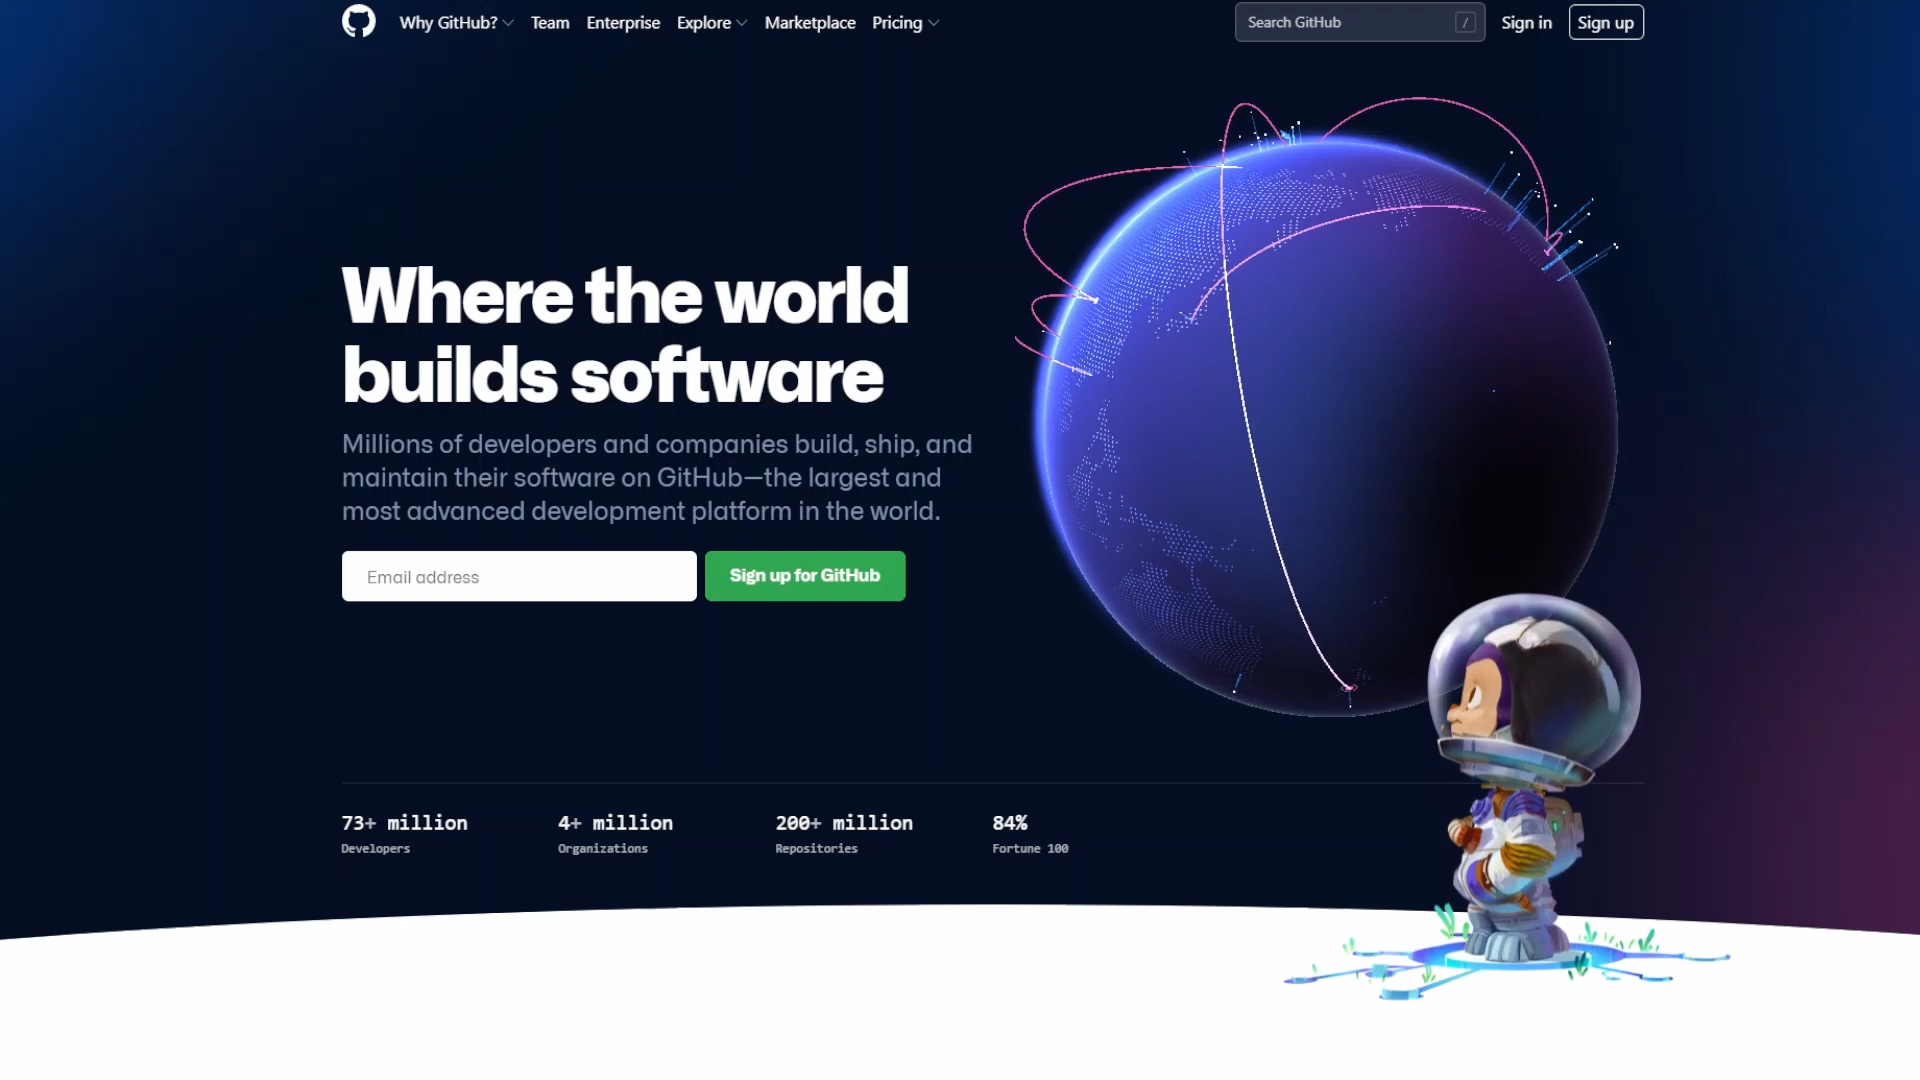 Why GitHub? Team Enterprise Explore Marketplace Pricing Search GitHub / Sign in Sign up
Where the world
builds software
Millions of developers and companies build, ship, and
maintain their software on GitHub—the largest and
most advanced development platform in the world.
Email address Sign up for GitHub
73+ million 4+ million 200+ million 84%
Developers Organizations Repositories Fortune 100